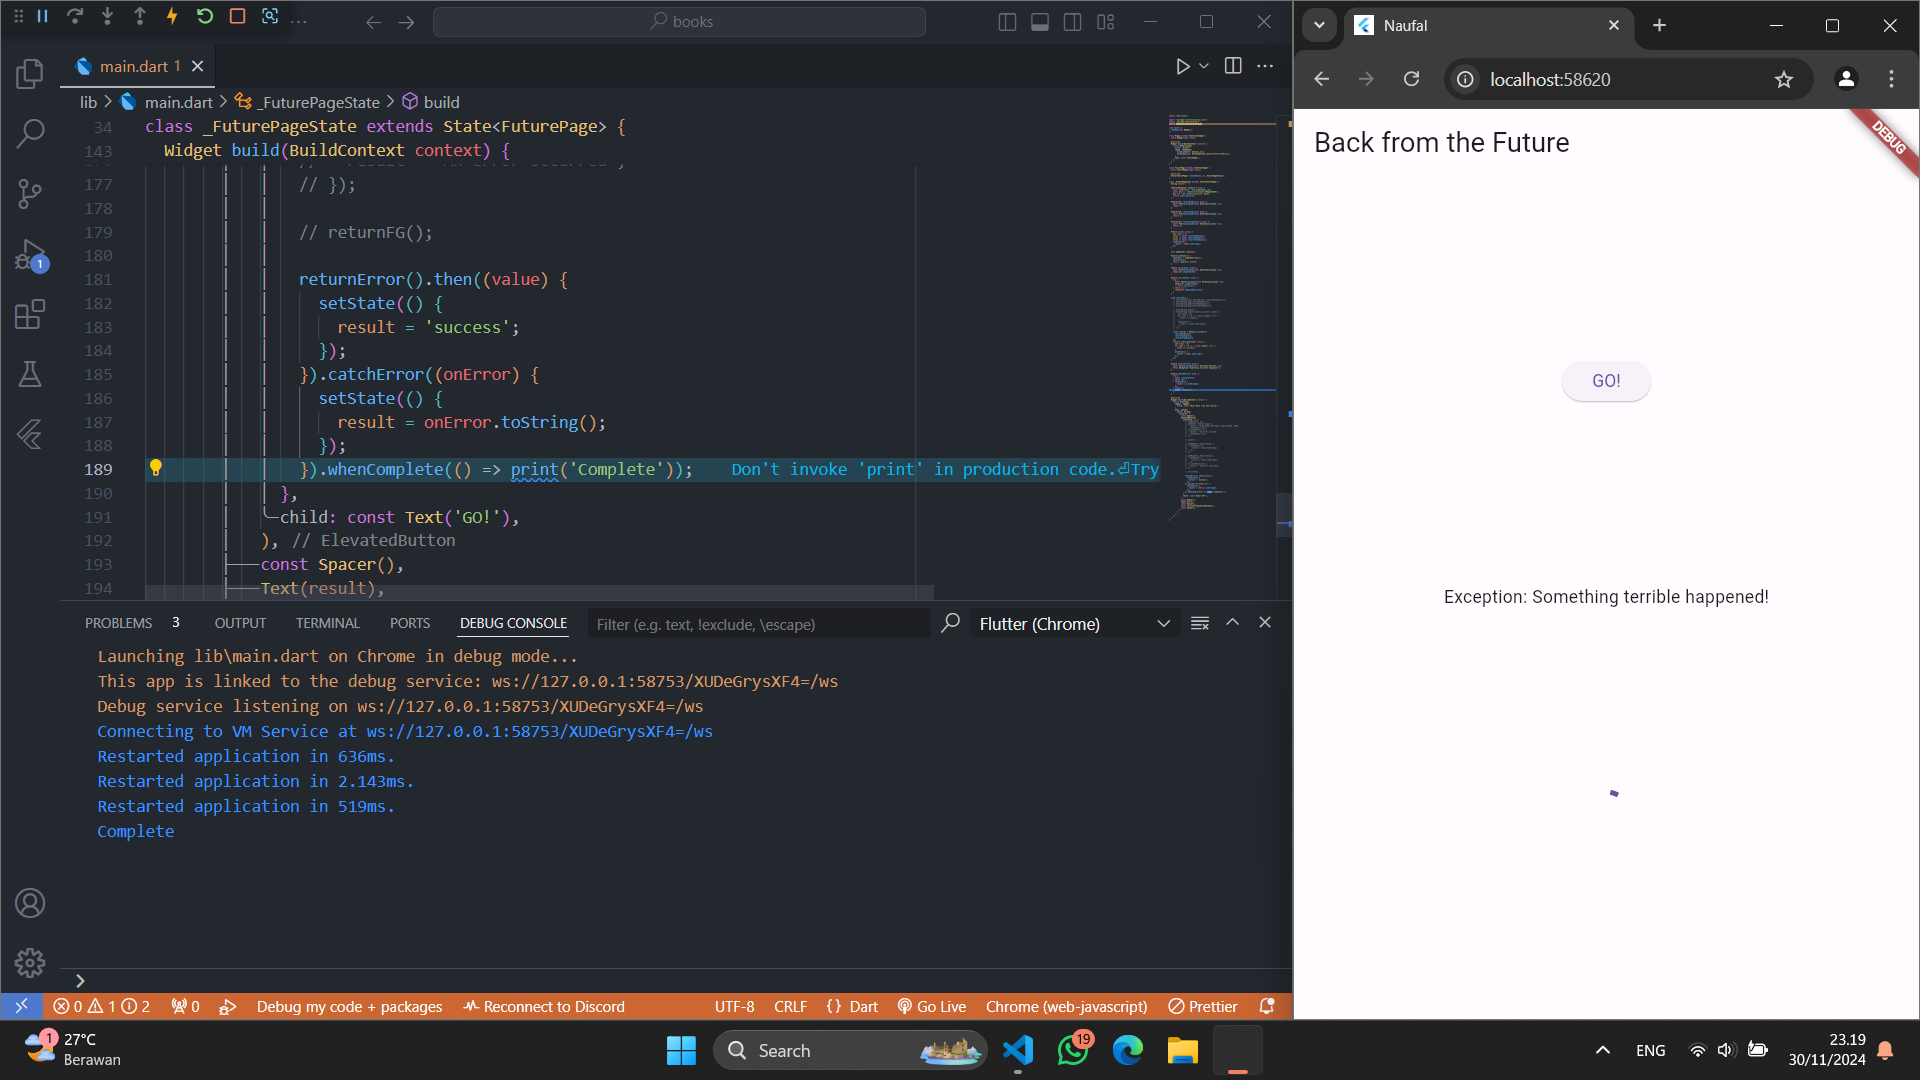 books
main.dart 1
lib > main.dart > _FuturePageState > build
34 class _FuturePageState extends State<FuturePage> {
143 Widget build(BuildContext context) {
177 // });
178
179 // returnFG();
180
181 returnError().then((value) {
182 setState(() {
183 result = 'success';
184 });
185 }).catchError((onError) {
186 setState(() {
187 result = onError.toString();
188 });
189 }).whenComplete(() => print('Complete')); Don't invoke 'print' in production code.⏎Try
190 },
191 child: const Text('GO!'),
192 ), // ElevatedButton
193 const Spacer(),
194 Text(result),
PROBLEMS 3 OUTPUT TERMINAL PORTS DEBUG CONSOLE Filter (e.g. text, !exclude, \escape) Flutter (Chrome)
Launching lib\main.dart on Chrome in debug mode...
This app is linked to the debug service: ws://127.0.0.1:58753/XUDeGrysXF4=/ws
Debug service listening on ws://127.0.0.1:58753/XUDeGrysXF4=/ws
Connecting to VM Service at ws://127.0.0.1:58753/XUDeGrysXF4=/ws
Restarted application in 636ms.
Restarted application in 2.143ms.
Restarted application in 519ms.
Complete
1
0 1 2 0 Debug my code + packages Reconnect to Discord UTF-8 CRLF {} Dart Go Live Chrome (web-javascript) Prettier
Naufal
localhost:58620
Back from the Future
DEBUG
GO!
Exception: Something terrible happened!
1 27°C
Berawan
Search
19
ENG
23.19
30/11/2024